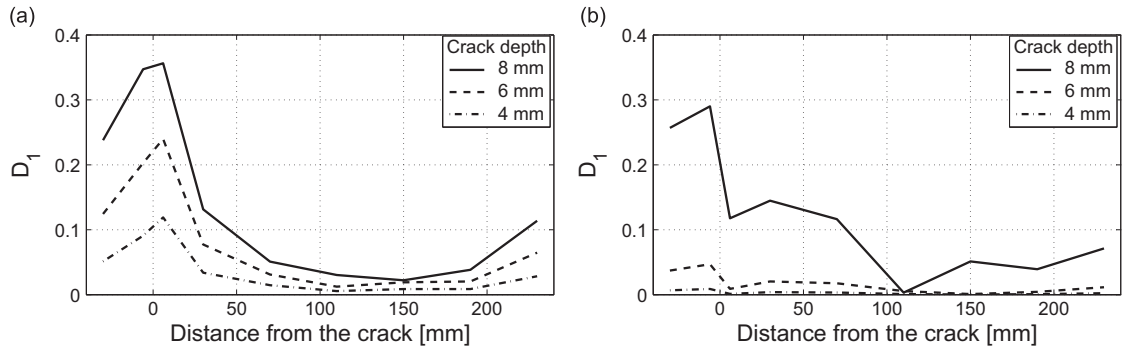 (a)
0.4
0.3
0.2
0.1
0
D1
0 50 100 150 200
Distance from the crack [mm]
Crack depth
8 mm
6 mm
4 mm
(b)
0.4
0.3
0.2
0.1
0
D1
0 50 100 150 200
Distance from the crack [mm]
Crack depth
8 mm
6 mm
4 mm